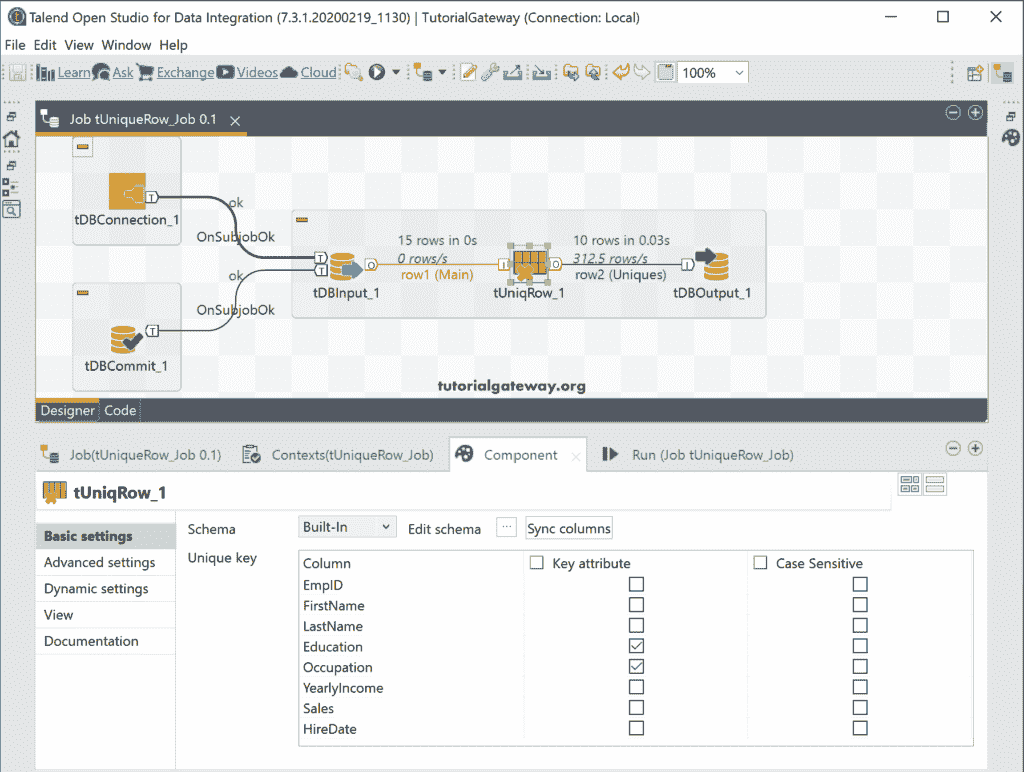 Talend Open Studio for Data Integration (7.3.1.20200219_1130) | TutorialGateway (Connection: Local)
File Edit View Window Help
Learn Ask Exchange Videos Cloud 100%
Job tUniqueRow_Job 0.1
T
tDBConnection_1
ok
OnSubjobOk
15 rows in 0s
0 rows/s
row1 (Main)
10 rows in 0.03s
312.5 rows/s
row2 (Uniques)
T
T
O
I
O
I
tDBInput_1
tUniqRow_1
tDBOutput_1
ok
OnSubjobOk
T
tDBCommit_1
tutorialgateway.org
Designer Code
Job(tUniqueRow_Job 0.1) Contexts(tUniqueRow_Job) Component Run (Job tUniqueRow_Job)
tUniqRow_1
Basic settings
Advanced settings
Dynamic settings
View
Documentation
Schema Built-In Edit schema ... Sync columns
Unique key
Column Key attribute Case Sensitive
EmpID
FirstName
LastName
Education
Occupation
YearlyIncome
Sales
HireDate